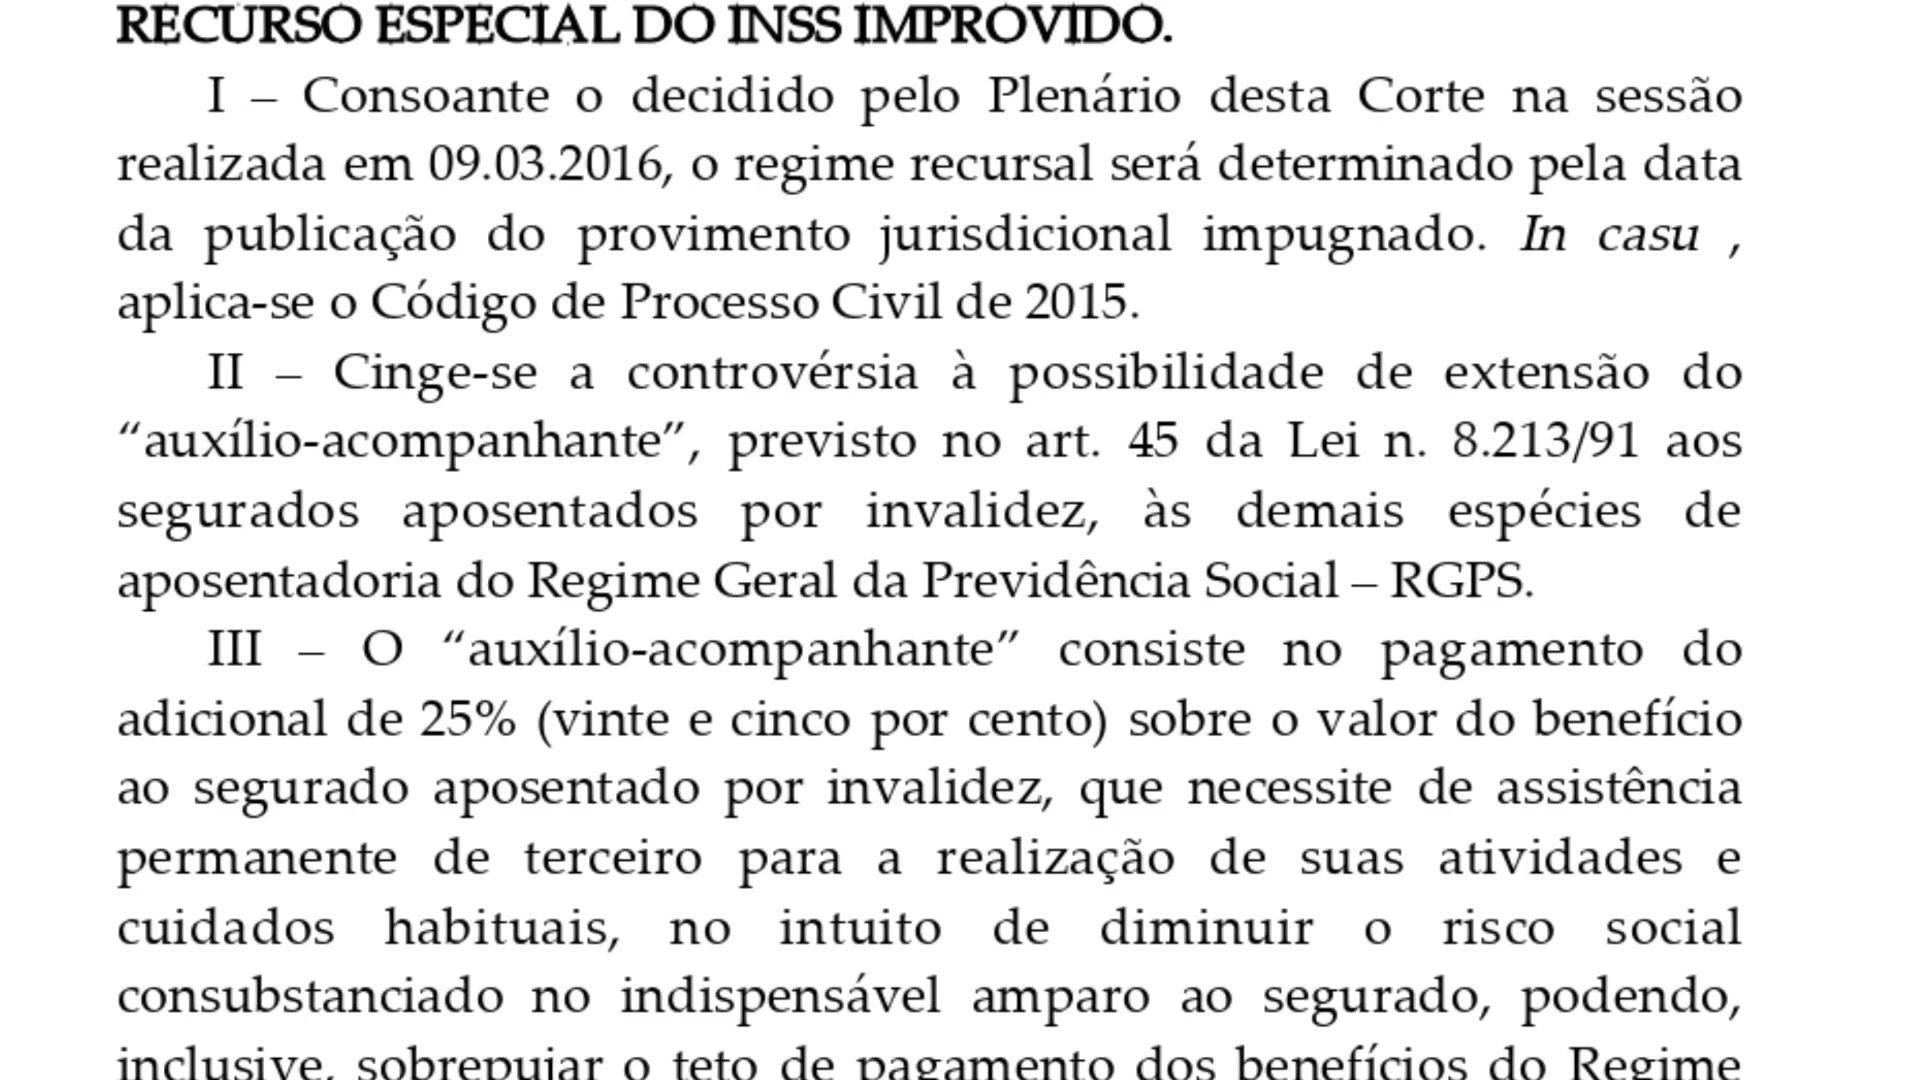 RECURSO ESPECIAL DO INSS IMPROVIDO.
I – Consoante o decidido pelo Plenário desta Corte na sessão
realizada em 09.03.2016, o regime recursal será determinado pela data
da publicação do provimento jurisdicional impugnado. In casu ,
aplica-se o Código de Processo Civil de 2015.
II – Cinge-se a controvérsia à possibilidade de extensão do
“auxílio-acompanhante”, previsto no art. 45 da Lei n. 8.213/91 aos
segurados aposentados por invalidez, às demais espécies de
aposentadoria do Regime Geral da Previdência Social – RGPS.
III – O “auxílio-acompanhante” consiste no pagamento do
adicional de 25% (vinte e cinco por cento) sobre o valor do benefício
ao segurado aposentado por invalidez, que necessite de assistência
permanente de terceiro para a realização de suas atividades e
cuidados habituais, no intuito de diminuir o risco social
consubstanciado no indispensável amparo ao segurado, podendo,
inclusive, sobrepujar o teto de pagamento dos benefícios do Regime